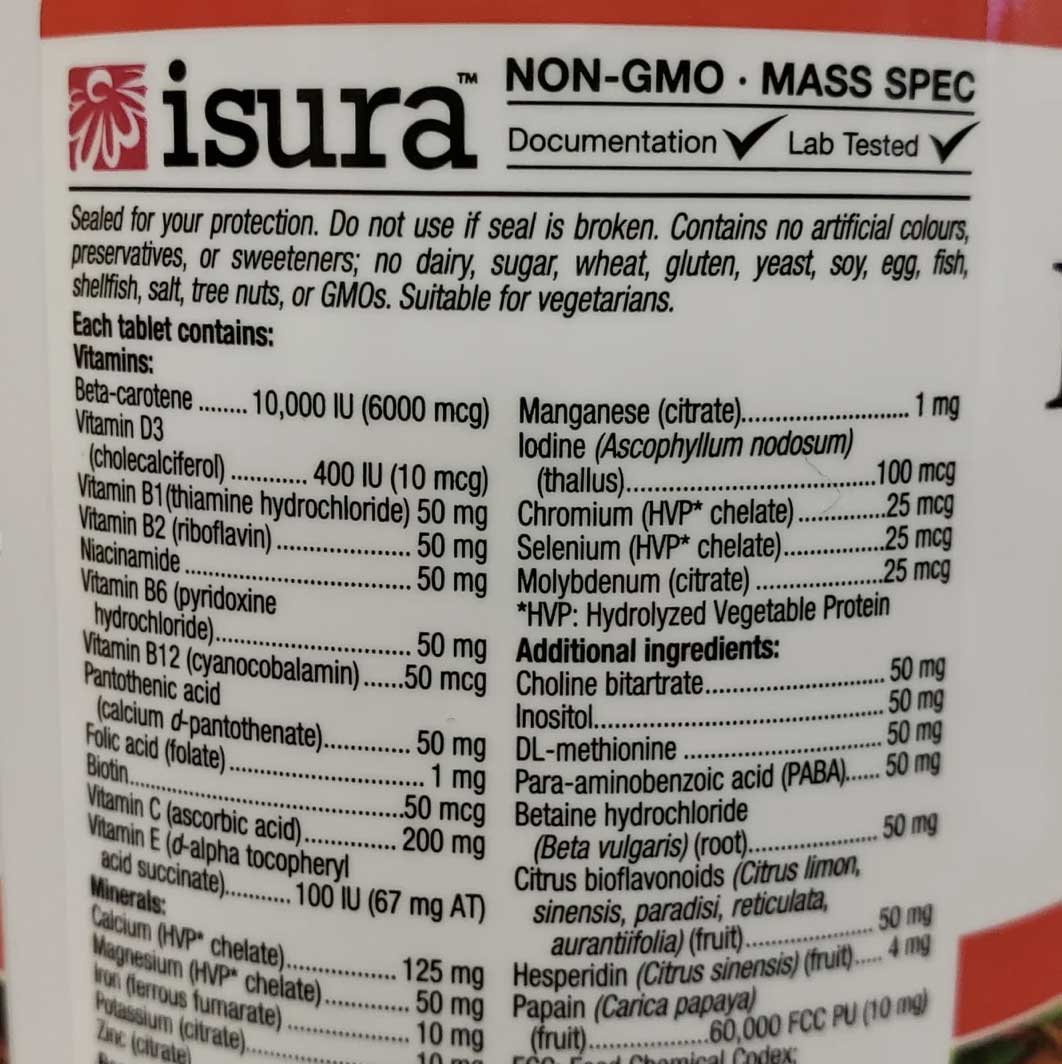 isura™
NON-GMO · MASS SPEC
Documentation ✓ Lab Tested ✓
Sealed for your protection. Do not use if seal is broken. Contains no artificial colours,
preservatives, or sweeteners; no dairy, sugar, wheat, gluten, yeast, soy, egg, fish,
shellfish, salt, tree nuts, or GMOs. Suitable for vegetarians.
Each tablet contains:
Vitamins:
Beta-carotene ........ 10,000 IU (6000 mcg)
Vitamin D3
(cholecalciferol) ............ 400 IU (10 mcg)
Vitamin B1 (thiamine hydrochloride) 50 mg
Vitamin B2 (riboflavin) .................... 50 mg
Niacinamide .................................. 50 mg
Vitamin B6 (pyridoxine
hydrochloride)............................. 50 mg
Vitamin B12 (cyanocobalamin) ......50 mcg
Pantothenic acid
(calcium d-pantothenate)............. 50 mg
Folic acid (folate) ............................. 1 mg
Biotin..........................................50 mcg
Vitamin C (ascorbic acid).............. 200 mg
Vitamin E (d-alpha tocopheryl
acid succinate).......... 100 IU (67 mg AT)
Minerals:
Calcium (HVP* chelate)................ 125 mg
Magnesium (HVP* chelate)............. 50 mg
Iron (ferrous fumarate) .................. 10 mg
Potassium (citrate)........................ 10 mg
Zinc (citrate)
Manganese (citrate)........................... 1 mg
Iodine (Ascophyllum nodosum)
(thallus).........................................100 mcg
Chromium (HVP* chelate) ..............25 mcg
Selenium (HVP* chelate)................25 mcg
Molybdenum (citrate) .....................25 mcg
*HVP: Hydrolyzed Vegetable Protein
Additional ingredients:
Choline bitartrate............................. 50 mg
Inositol............................................... 50 mg
DL-methionine ................................. 50 mg
Para-aminobenzoic acid (PABA)...... 50 mg
Betaine hydrochloride
(Beta vulgaris) (root)..................... 50 mg
Citrus bioflavonoids (Citrus limon,
sinensis, paradisi, reticulata,
aurantiifolia) (fruit)..................... 50 mg
Hesperidin (Citrus sinensis) (fruit)..... 4 mg
Papain (Carica papaya)
(fruit)....................60,000 FCC PU (10 mg)
FCC: Food Chemical Codex;